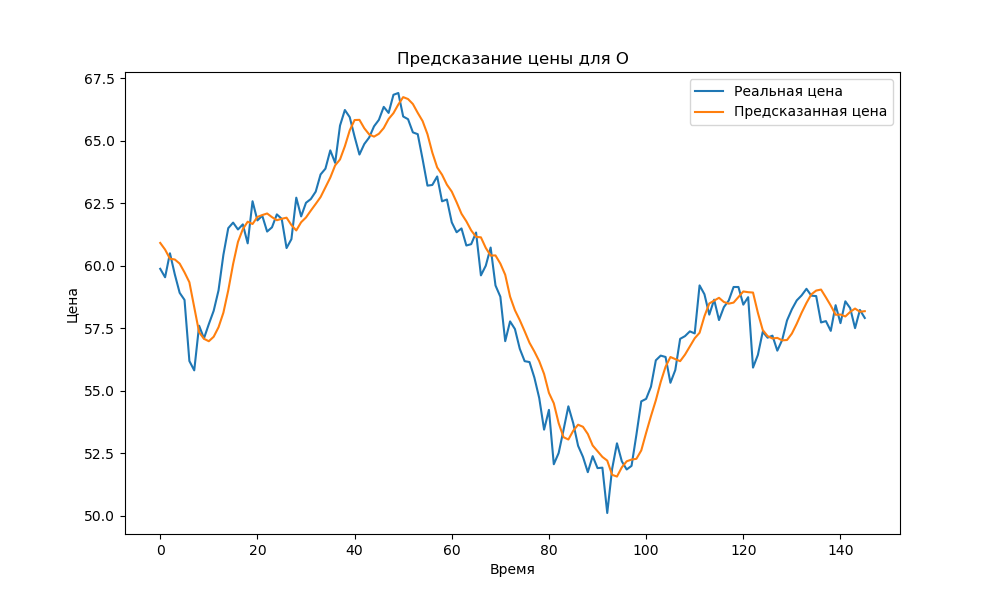 Предсказание цены для O
67.5
65.0
62.5
60.0
57.5
55.0
52.5
50.0
Цена
Реальная цена
Предсказанная цена
0 20 40 60 80 100 120 140
Время